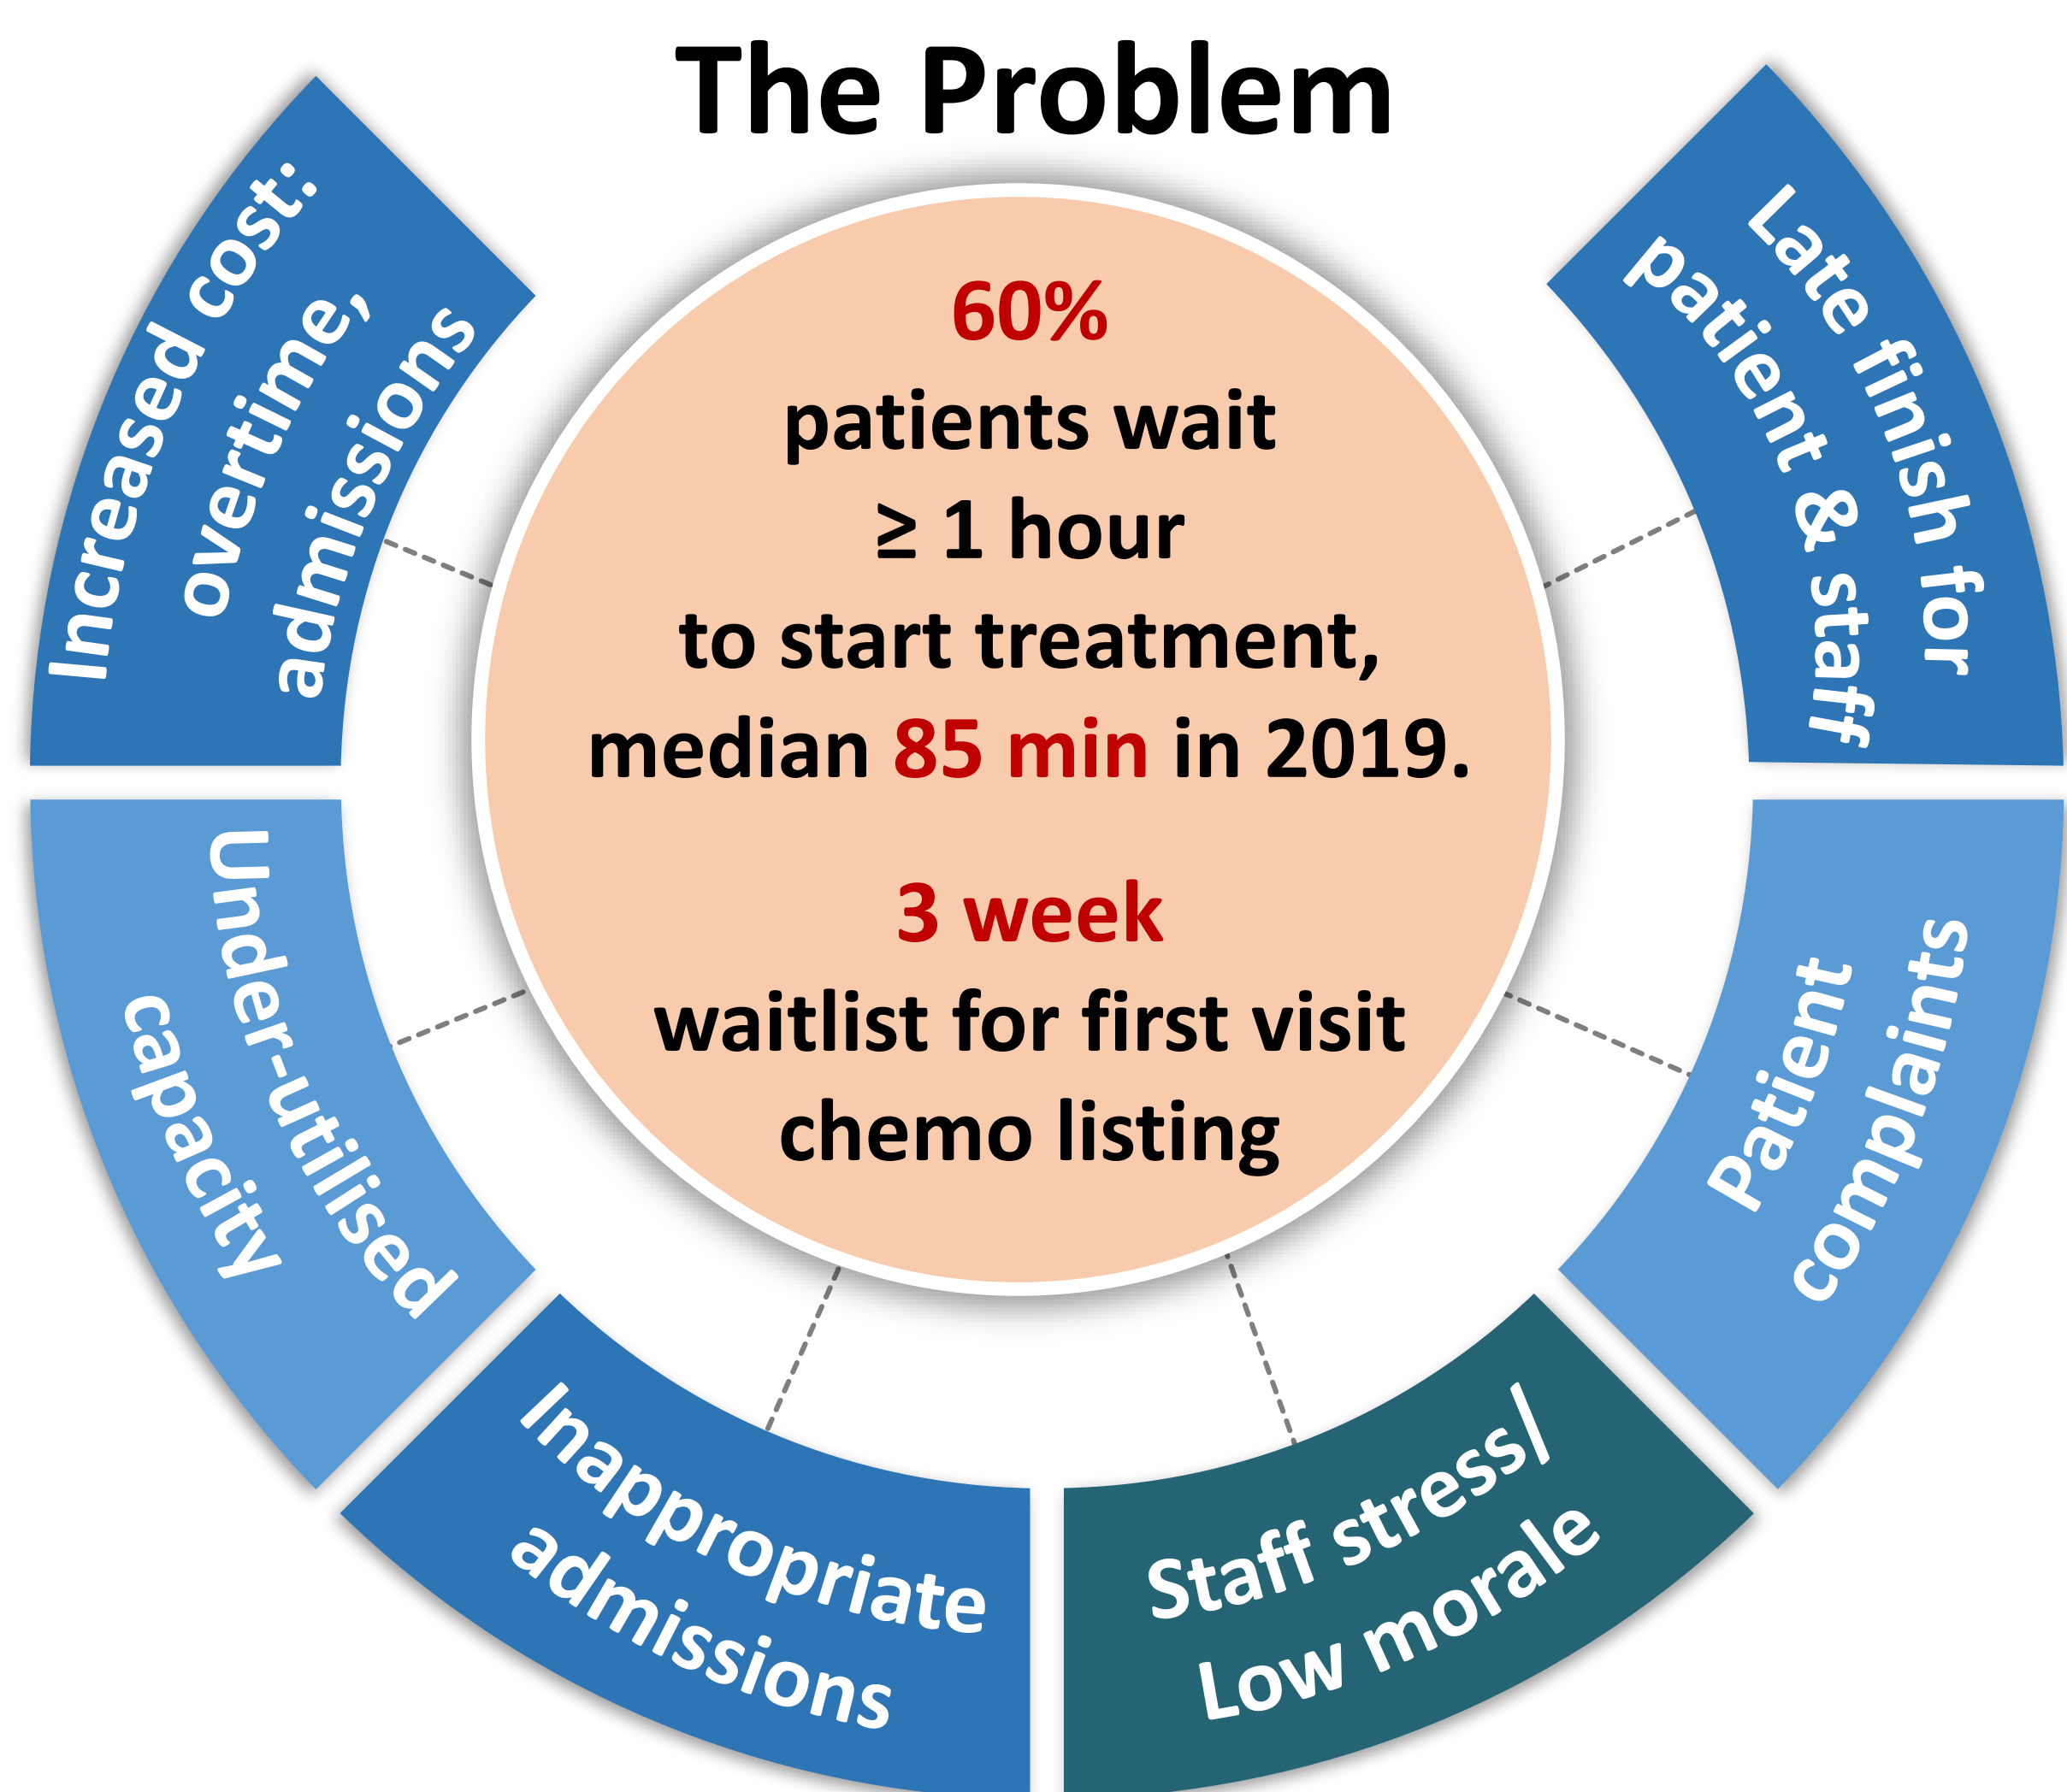 The Problem
60%
patients wait
≥ 1 hour
to start treatment,
median 85 min in 2019.
3 week
waitlist for first visit
chemo listing
Late finish for
patient & staff
Patient
complaints
Staff stress/
Low morale
Inappropriate
admissions
Under-utilised
capacity
Increased cost:
overtime,
admissions